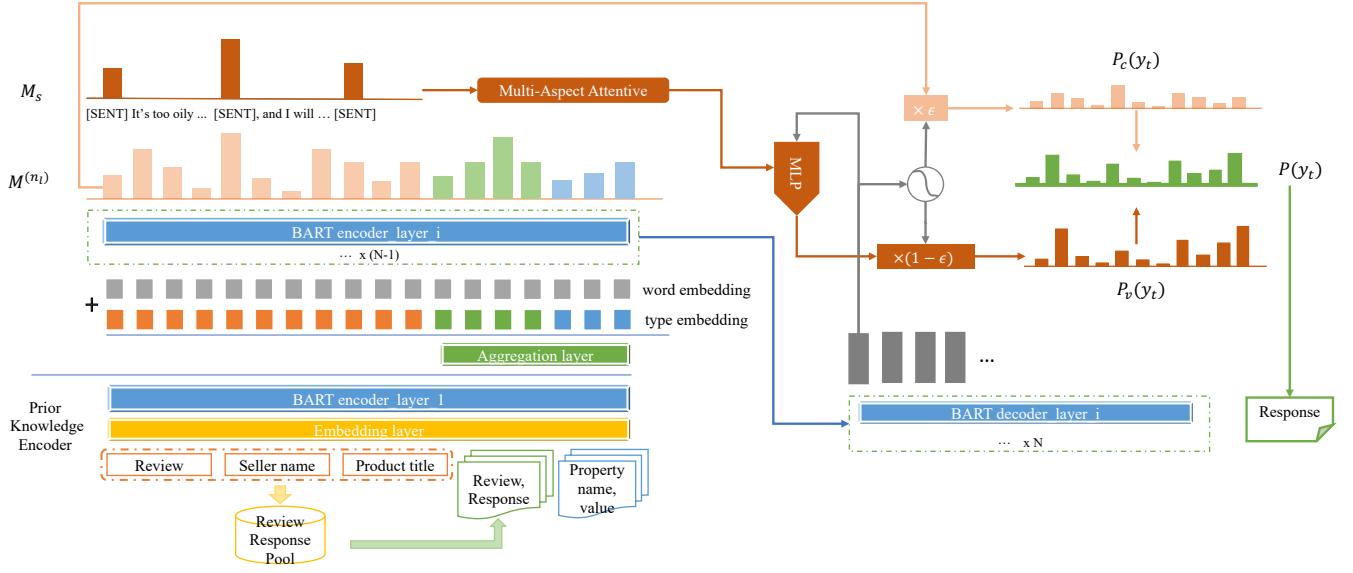 P_c(y_t)
M_s
Multi-Aspect Attentive
× ϵ
[SENT] It's too oily ... [SENT], and I will … [SENT]
MLP
P(y_t)
M^{(n_l)}
BART encoder_layer_i
… x (N-1)
×(1 − ϵ)
P_v(y_t)
+
word embedding
type embedding
Aggregation layer
...
BART encoder_layer_1
BART decoder_layer_i
Response
Prior
Knowledge
Encoder
Embedding layer
… x N
Review
Seller name
Product title
Review,
Response
Property
name,
value
Review
Response
Pool